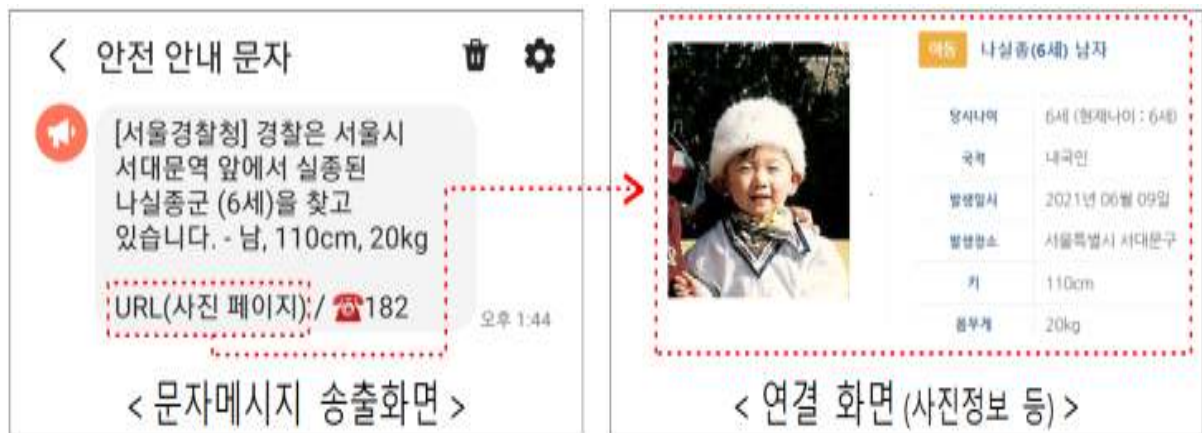 안전 안내 문자
[서울경찰청] 경찰은 서울시
서대문역 앞에서 실종된
나실종군 (6세)을 찾고
있습니다. - 남, 110cm, 20kg
URL(사진 페이지) / ☎182
오후 1:44
< 문자메시지 송출화면 >
아동 나실종(6세) 남자
당시나이 6세 (현재나이 : 6세)
국적 내국인
발생일시 2021년 06월 09일
발생장소 서울특별시 서대문구
키 110cm
몸무게 20kg
< 연결 화면 (사진정보 등) >